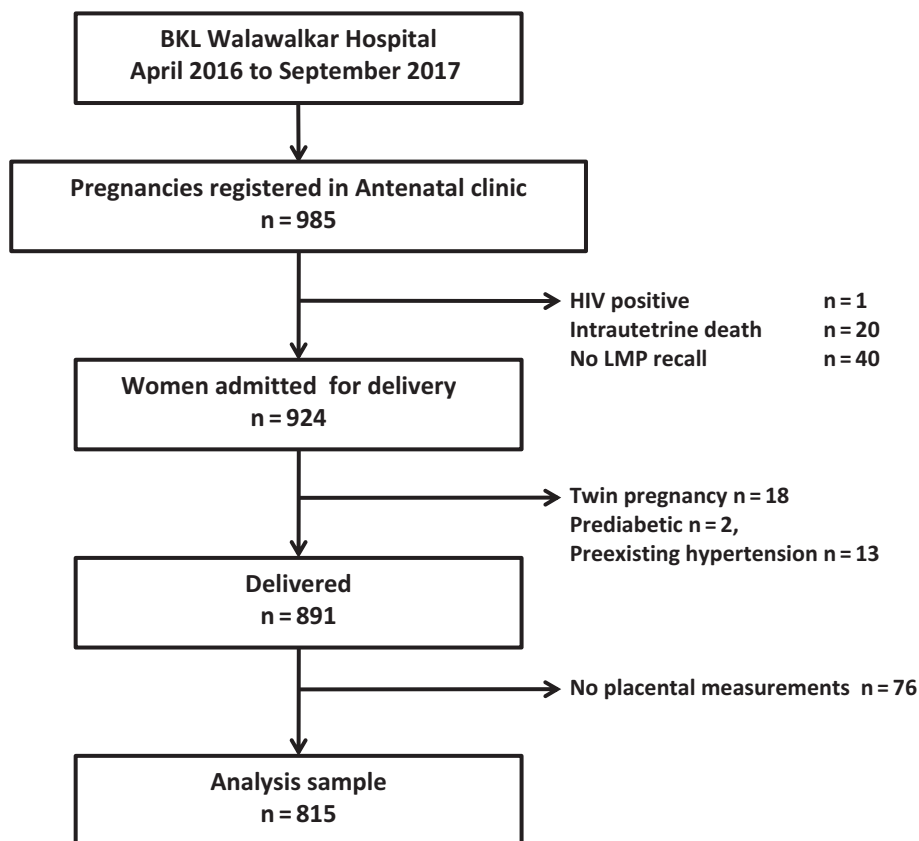 BKL Walawalkar Hospital
April 2016 to September 2017
Pregnancies registered in Antenatal clinic
n = 985
HIV positive n = 1
Intrautetrine death n = 20
No LMP recall n = 40
Women admitted for delivery
n = 924
Twin pregnancy n = 18
Prediabetic n = 2,
Preexisting hypertension n = 13
Delivered
n = 891
No placental measurements n = 76
Analysis sample
n = 815